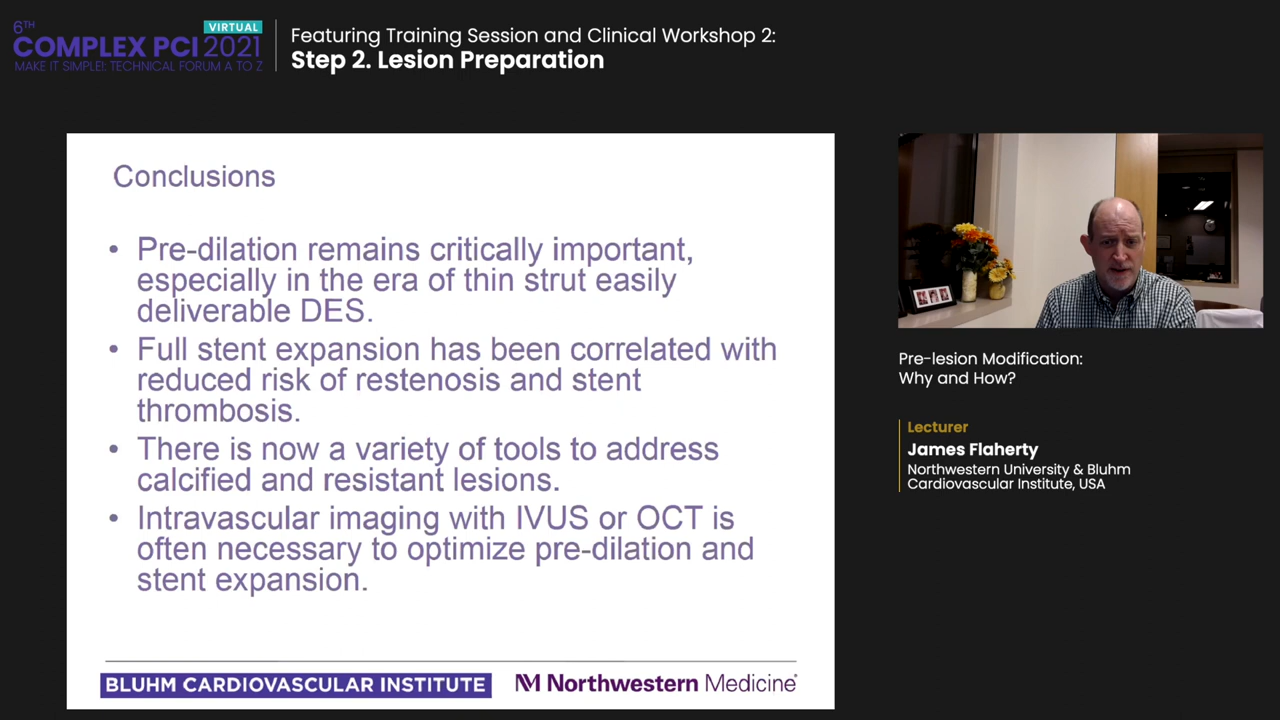 6TH
VIRTUAL
COMPLEX PCI 2021
MAKE IT SIMPLE!: TECHNICAL FORUM A TO Z
Featuring Training Session and Clinical Workshop 2:
Step 2. Lesion Preparation
Conclusions
• Pre-dilation remains critically important,
especially in the era of thin strut easily
deliverable DES.
• Full stent expansion has been correlated with
reduced risk of restenosis and stent
thrombosis.
• There is now a variety of tools to address
calcified and resistant lesions.
• Intravascular imaging with IVUS or OCT is
often necessary to optimize pre-dilation and
stent expansion.
BLUHM CARDIOVASCULAR INSTITUTE
Northwestern Medicine®
Pre-lesion Modification:
Why and How?
Lecturer
James Flaherty
Northwestern University & Bluhm
Cardiovascular Institute, USA